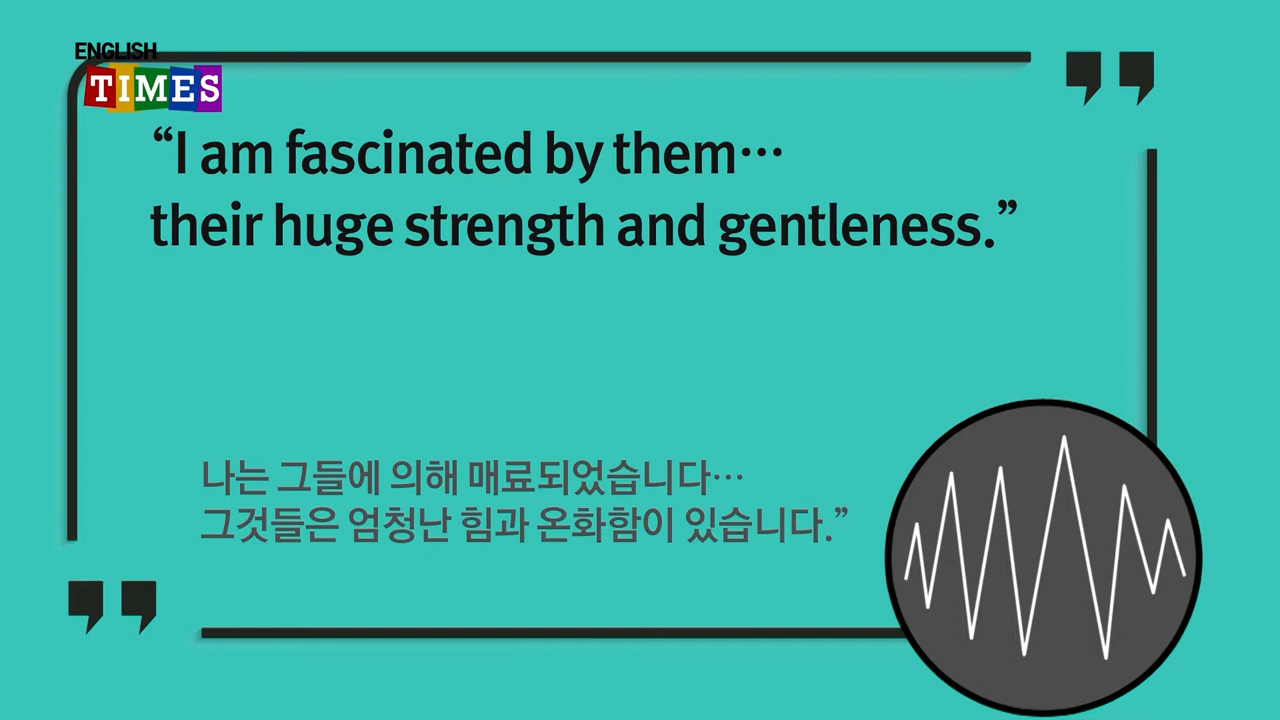 ENGLISH
TIMES
“I am fascinated by them…
their huge strength and gentleness.”
나는 그들에 의해 매료되었습니다…
그것들은 엄청난 힘과 온화함이 있습니다.”